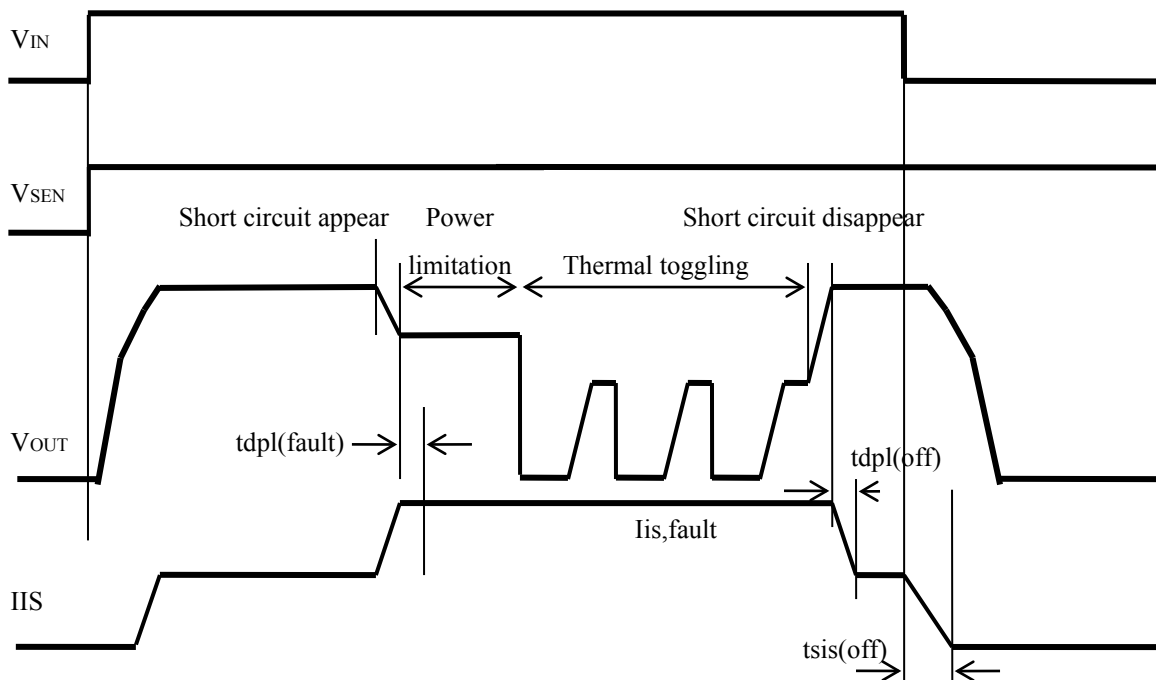 VIN
VSEN
Short circuit appear
Power
Short circuit disappear
limitation
Thermal toggling
VOUT
tdpl(fault)
tdpl(off)
Iis,fault
IIS
tsis(off)